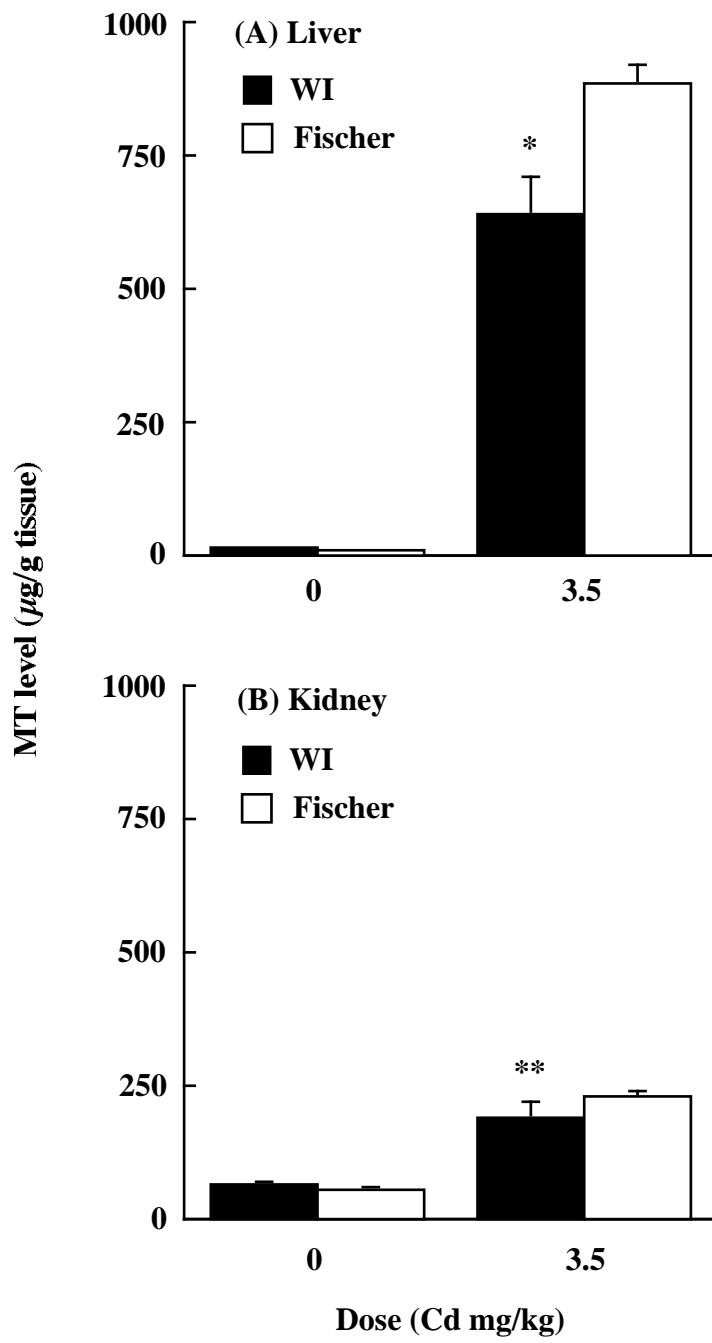 (A) Liver
WI
Fischer
1000
750
500
250
0
*
0
3.5
MT level (µg/g tissue)
(B) Kidney
WI
Fischer
1000
750
500
250
0
**
0
3.5
Dose (Cd mg/kg)